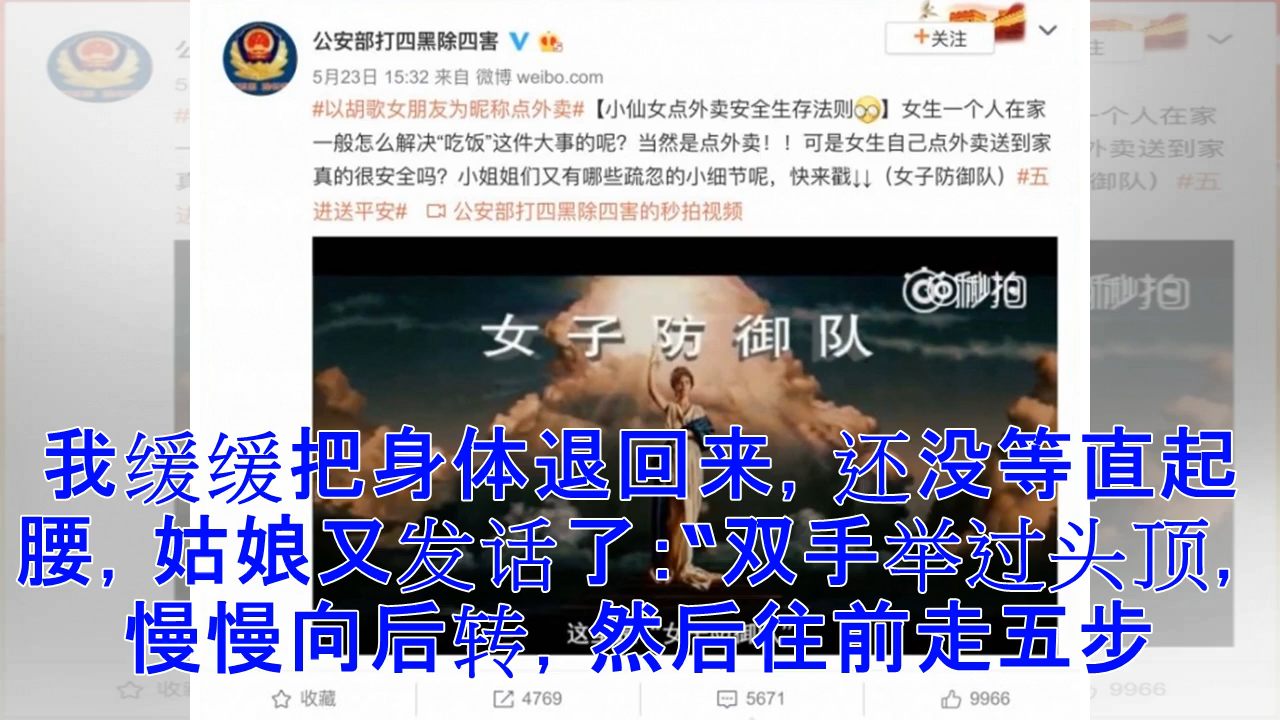 公安部打四黑除四害
+关注
5月23日 15:32 来自 微博 weibo.com
#以胡歌女朋友为昵称点外卖#【小仙女点外卖安全生存法则】女生一个人在家
一般怎么解决“吃饭”这件大事的呢？当然是点外卖！！可是女生自己点外卖送到家
真的很安全吗？小姐姐们又有哪些疏忽的小细节呢，快来戳↓↓（女子防御队）#五
进送平安# 公安部打四黑除四害的秒拍视频
秒拍
女子防御队
我缓缓把身体退回来，还没等直起
腰，姑娘又发话了：“双手举过头顶，
慢慢向后转，然后往前走五步
收藏 4769 5671 9966